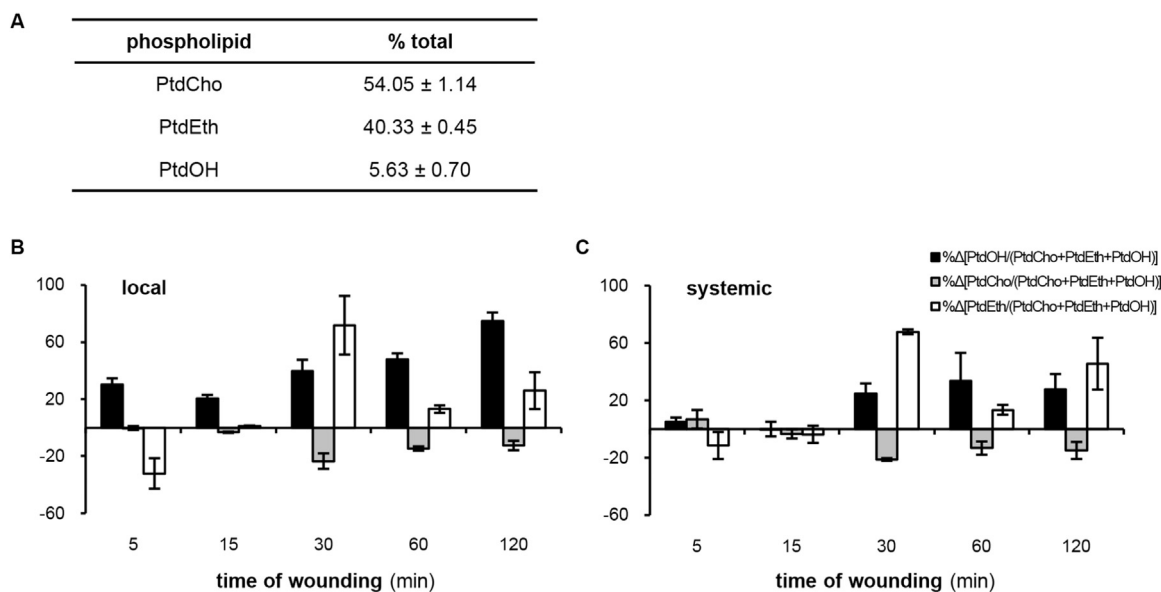 A
phospholipid % total
PtdCho 54.05 ± 1.14
PtdEth 40.33 ± 0.45
PtdOH 5.63 ± 0.70
B
local
100
60
20
-20
-60
5 15 30 60 120
time of wounding (min)
C
systemic
%Δ[PtdOH/(PtdCho+PtdEth+PtdOH)]
%Δ[PtdCho/(PtdCho+PtdEth+PtdOH)]
%Δ[PtdEth/(PtdCho+PtdEth+PtdOH)]
100
60
20
-20
-60
5 15 30 60 120
time of wounding (min)